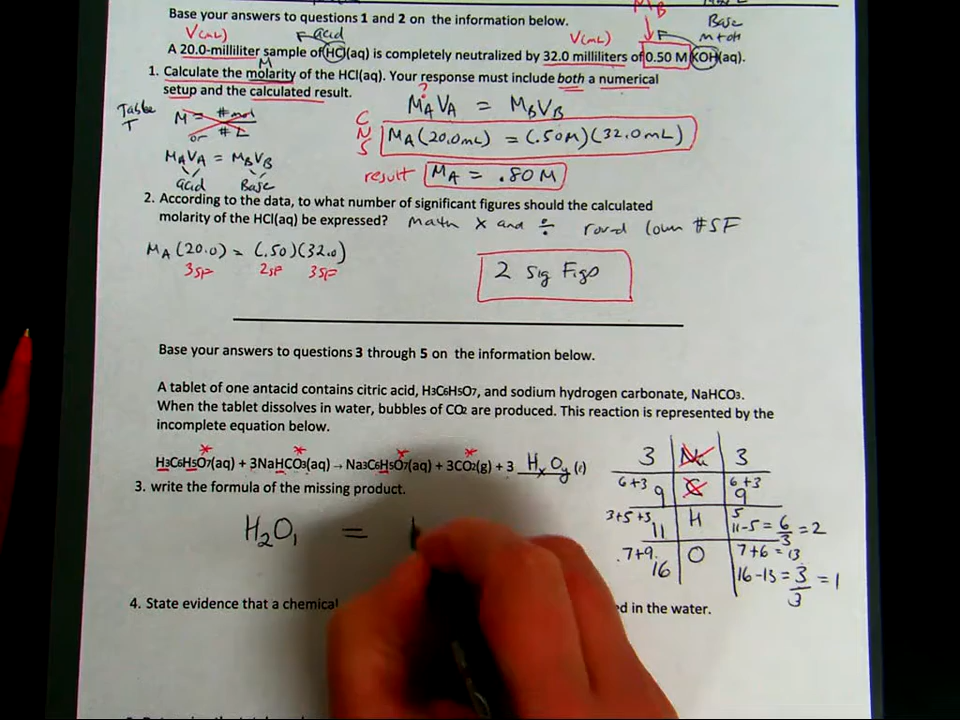 MB
Base your answers to questions 1 and 2 on the information below.
V(mL) acid V(mL) Base
M+OH
A 20.0-milliliter sample of HCl(aq) is completely neutralized by 32.0 milliliters of 0.50 M KOH(aq).
M
1. Calculate the molarity of the HCl(aq). Your response must include both a numerical
setup and the calculated result.
?
Table
T
M = #mol
or # L
MAVA = MBVB
acid Base
MAVA = MBVB
C
N
S
MA(20.0mL) = (.50M)(32.0mL)
result MA = .80M
2. According to the data, to what number of significant figures should the calculated
molarity of the HCl(aq) be expressed? math x and ÷ round lown #SF
MA(20.0) = (.50)(32.0)
3SF 2SF 3SF
2 Sig Figs
Base your answers to questions 3 through 5 on the information below.
A tablet of one antacid contains citric acid, H3C6H5O7, and sodium hydrogen carbonate, NaHCO3.
When the tablet dissolves in water, bubbles of CO2 are produced. This reaction is represented by the
incomplete equation below.
H3C6H5O7(aq) + 3NaHCO3(aq) → Na3C6H5O7(aq) + 3CO2(g) + 3 HxOy(l)
3. write the formula of the missing product.
3 Na 3
6+3 9 C 6+3 9
3+5+3 11 H 5
11-5 = 6/3 = 2
7+9 16 O 7+6 = 13
16-13 = 3/3 = 1
H2O1 =
4. State evidence that a chemical
ed in the water.